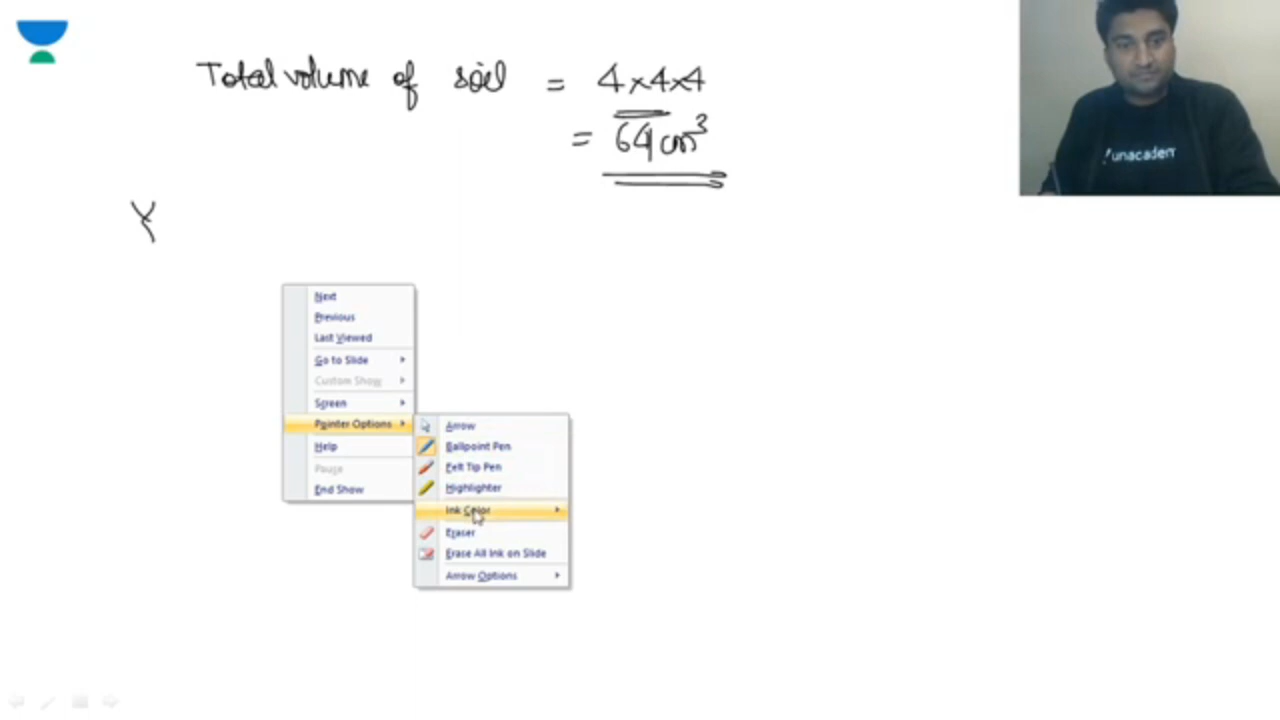 Total volume of soil = 4×4×4
= 64cm³
unacadem
Next
Previous
Last Viewed
Go to Slide
Custom Show
Screen
Pointer Options
Help
Pause
End Show
Arrow
Ballpoint Pen
Felt Tip Pen
Highlighter
Ink Color
Eraser
Erase All Ink on Slide
Arrow Options